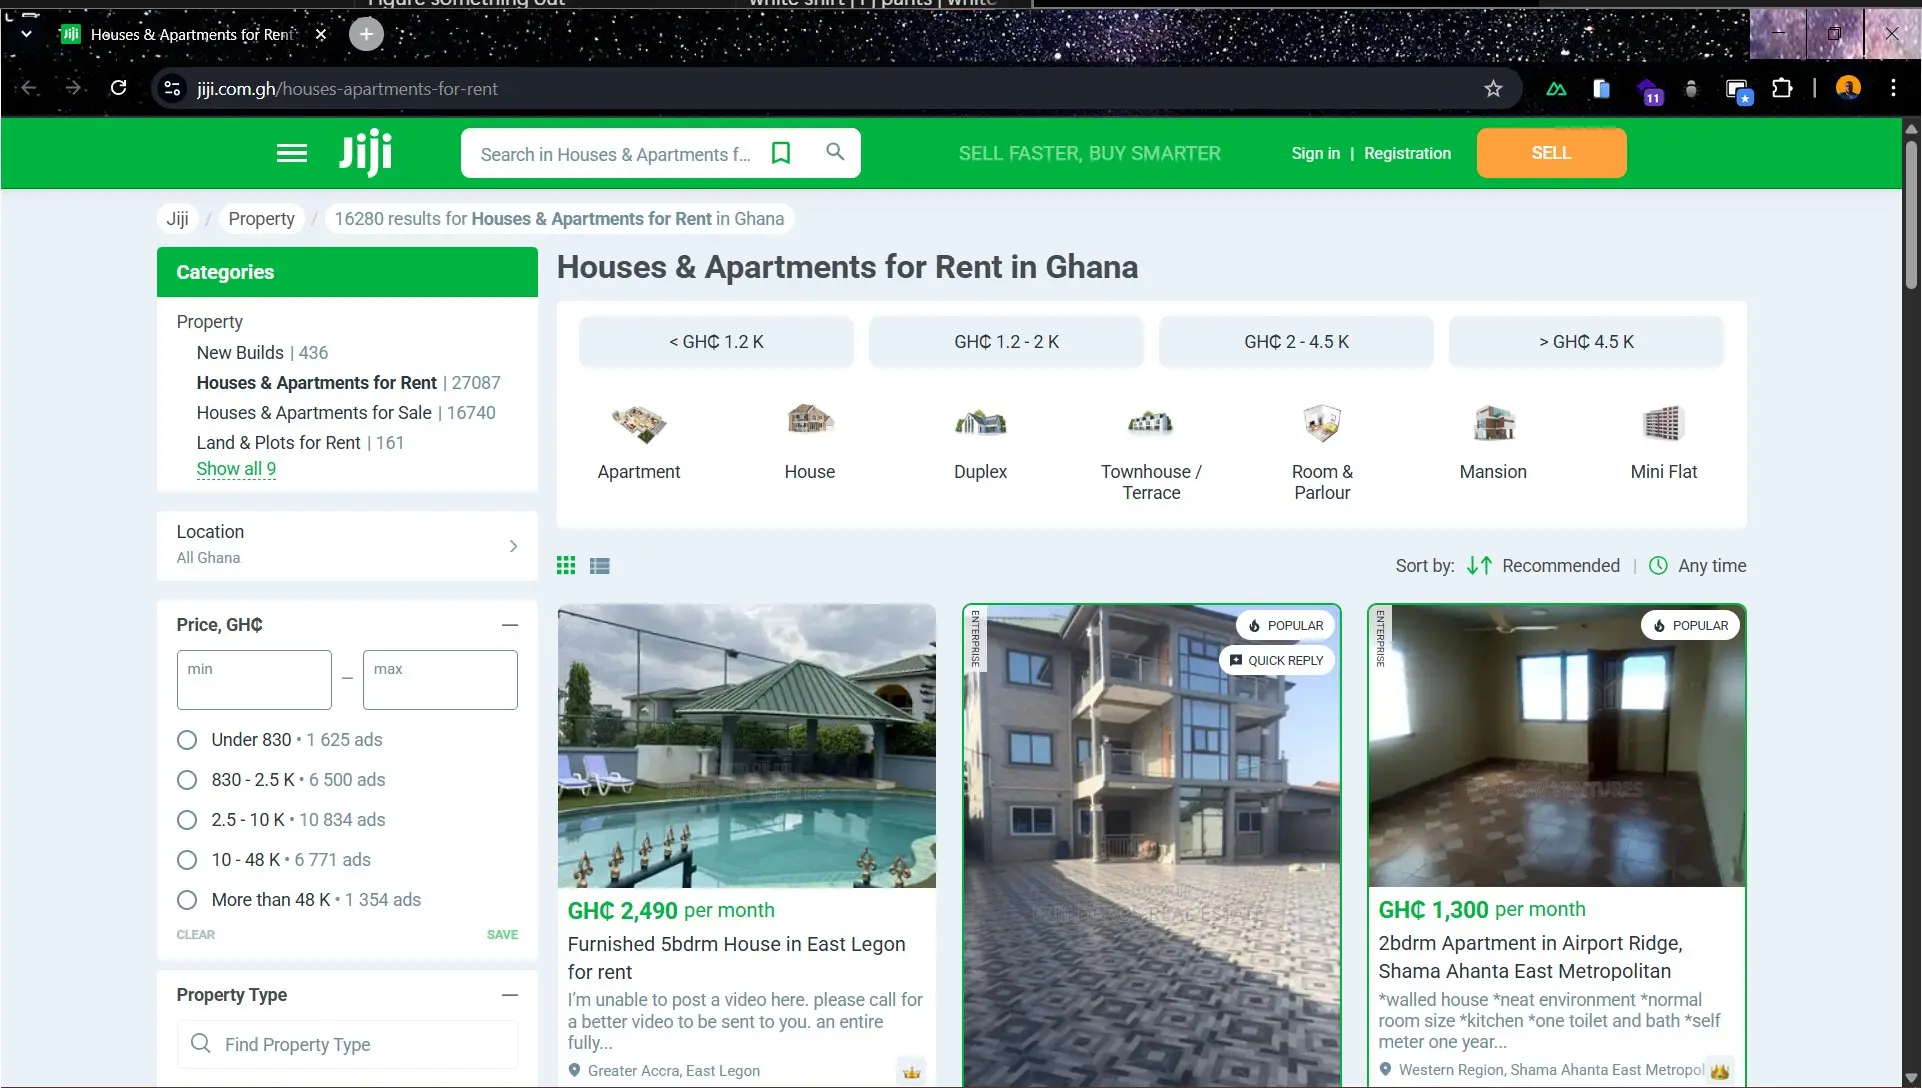 Figure something out
white shirt | F | pants | white
Houses & Apartments for Rent
jiji.com.gh/houses-apartments-for-rent
11
Jiji
Search in Houses & Apartments f...
SELL FASTER, BUY SMARTER
Sign in | Registration
SELL
Jiji / Property / 16280 results for Houses & Apartments for Rent in Ghana
Categories
Property
New Builds | 436
Houses & Apartments for Rent | 27087
Houses & Apartments for Sale | 16740
Land & Plots for Rent | 161
Show all 9
Location
All Ghana
Price, GH₵
min
–
max
Under 830 • 1 625 ads
830 - 2.5 K • 6 500 ads
2.5 - 10 K • 10 834 ads
10 - 48 K • 6 771 ads
More than 48 K • 1 354 ads
CLEAR
SAVE
Property Type
Find Property Type
Houses & Apartments for Rent in Ghana
< GH₵ 1.2 K
GH₵ 1.2 - 2 K
GH₵ 2 - 4.5 K
> GH₵ 4.5 K
Apartment
House
Duplex
Townhouse /
Terrace
Room &
Parlour
Mansion
Mini Flat
Sort by: Recommended | Any time
GH₵ 2,490 per month
Furnished 5bdrm House in East Legon
for rent
I'm unable to post a video here. please call for
a better video to be sent to you. an entire
fully...
Greater Accra, East Legon
ENTERPRISE
POPULAR
QUICK REPLY
ENTERPRISE
POPULAR
GH₵ 1,300 per month
2bdrm Apartment in Airport Ridge,
Shama Ahanta East Metropolitan
*walled house *neat environment *normal
room size *kitchen *one toilet and bath *self
meter one year...
Western Region, Shama Ahanta East Metropol